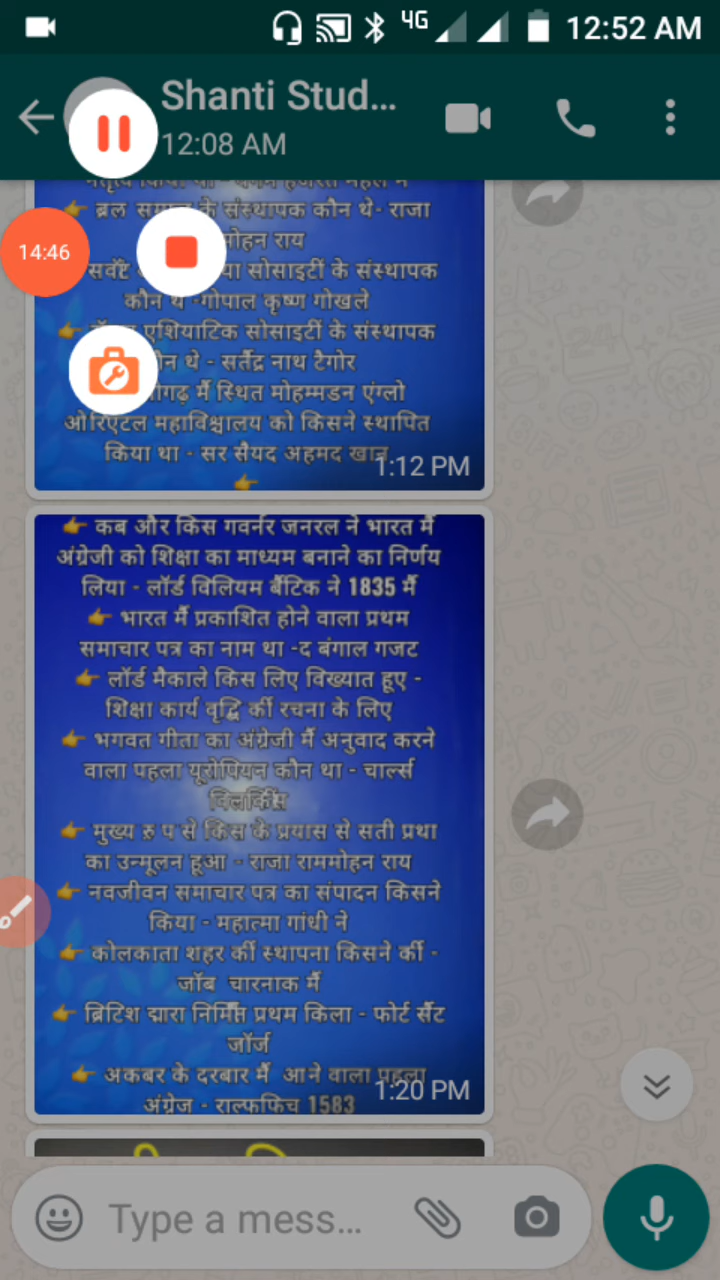 4G 12:52 AM
Shanti Stud...
12:08 AM
👉 ब्रल के संस्थापक कौन थे- राजा
14:46
मोहन राय
सोसाइटीं के संस्थापक
कौन थे -गोपाल कृष्ण गोखले
👉 एशियाटिक सोसाइटीं के संस्थापक
थे - सर्तेंद्र नाथ टैगोर
मैं स्थित मोहम्मडन एंग्लो
ओरिएंटल महाविश्चालय को किसने स्थापित
किया था - सर सैयद अहमद खान
1:12 PM
👉
👉 कब और किस गवर्नर जनरल ने भारत मैं
अंग्रेजी को शिक्षा का माध्यम बनाने का निर्णय
लिया - लॉर्ड विलियम बैंटिक ने 1835 मैं
👉 भारत मैं प्रकाशित होने वाला प्रथम
समाचार पत्र का नाम था -द बंगाल गजट
👉 लॉर्ड मैकाले किस लिए विख्यात हूए -
शिक्षा कार्य वृद्धि कीं रचना के लिए
👉 भगवत गीता का अंग्रेजी मैं अनुवाद करने
वाला पहला यूरोपियन कौन था - चार्ल्स
विलकिंस
👉 मुख्य रु प से किस के प्रयास से सती प्रथा
का उन्मूलन हूआ - राजा राममोहन राय
👉 नवजीवन समाचार पत्र का संपादन किसने
किया - महात्मा गांधी ने
👉 कोलकाता शहर कीं स्थापना किसने कीं -
जॉब चारनाक मैं
👉 ब्रिटिश द्वारा निर्मित प्रथम किला - फोर्ट सैंट
जॉर्ज
👉 अकबर के दरबार मैं आने वाला पहला
1:20 PM
अंग्रेज - राल्फफिच 1583
Type a mess...